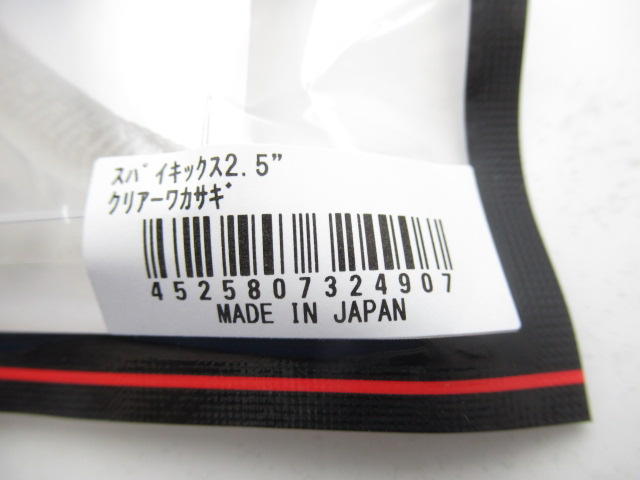 ｽﾊﾟｲｷｯｸｽ2.5"
ｸﾘｱｰﾜｶｻｷﾞ
4525807324907
MADE IN JAPAN